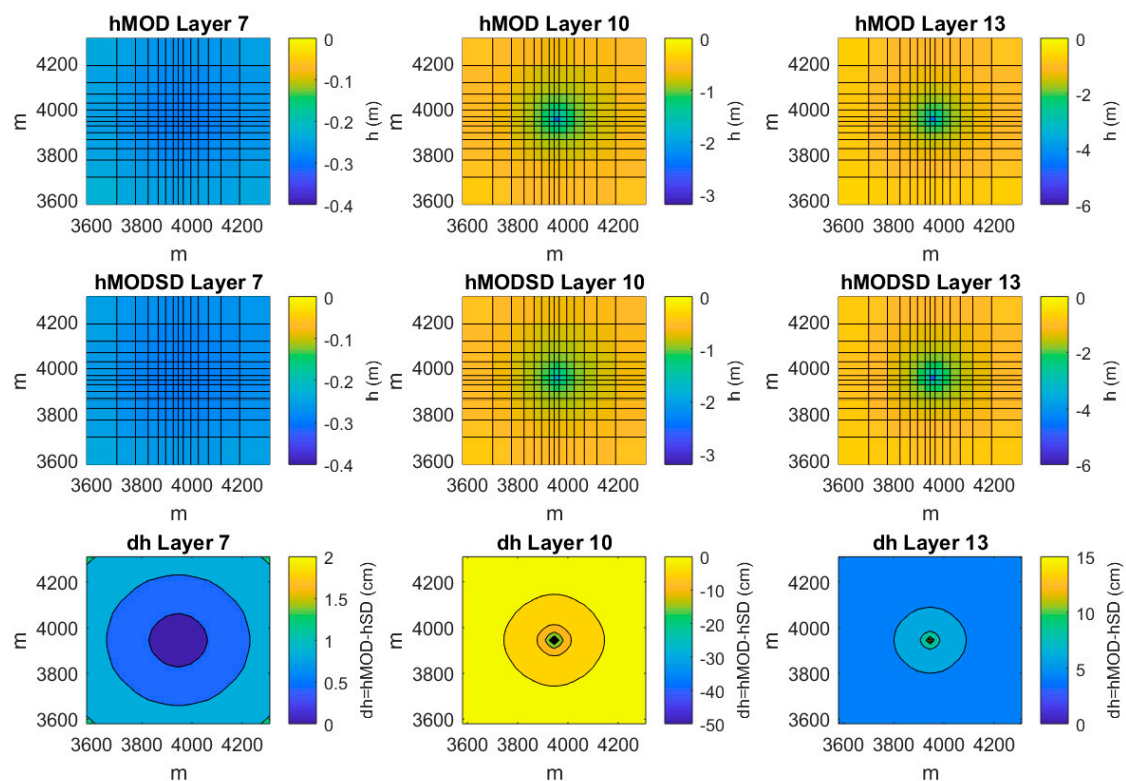 hMOD Layer 7
4200
4000
3800
3600
3600 3800 4000 4200
m
m
0
-0.1
-0.2
-0.3
-0.4
h (m)
hMOD Layer 10
4200
4000
3800
3600
3600 3800 4000 4200
m
m
0
-1
-2
-3
h (m)
hMOD Layer 13
4200
4000
3800
3600
3600 3800 4000 4200
m
m
0
-2
-4
-6
h (m)
hMODSD Layer 7
4200
4000
3800
3600
3600 3800 4000 4200
m
m
0
-0.1
-0.2
-0.3
-0.4
h (m)
hMODSD Layer 10
4200
4000
3800
3600
3600 3800 4000 4200
m
m
0
-1
-2
-3
h (m)
hMODSD Layer 13
4200
4000
3800
3600
3600 3800 4000 4200
m
m
0
-2
-4
-6
h (m)
dh Layer 7
4200
4000
3800
3600
3600 3800 4000 4200
m
m
2
1.5
1
0.5
0
dh=hMOD-hSD (cm)
dh Layer 10
4200
4000
3800
3600
3600 3800 4000 4200
m
m
0
-10
-20
-30
-40
-50
dh=hMOD-hSD (cm)
dh Layer 13
4200
4000
3800
3600
3600 3800 4000 4200
m
m
15
10
5
0
dh=hMOD-hSD (cm)